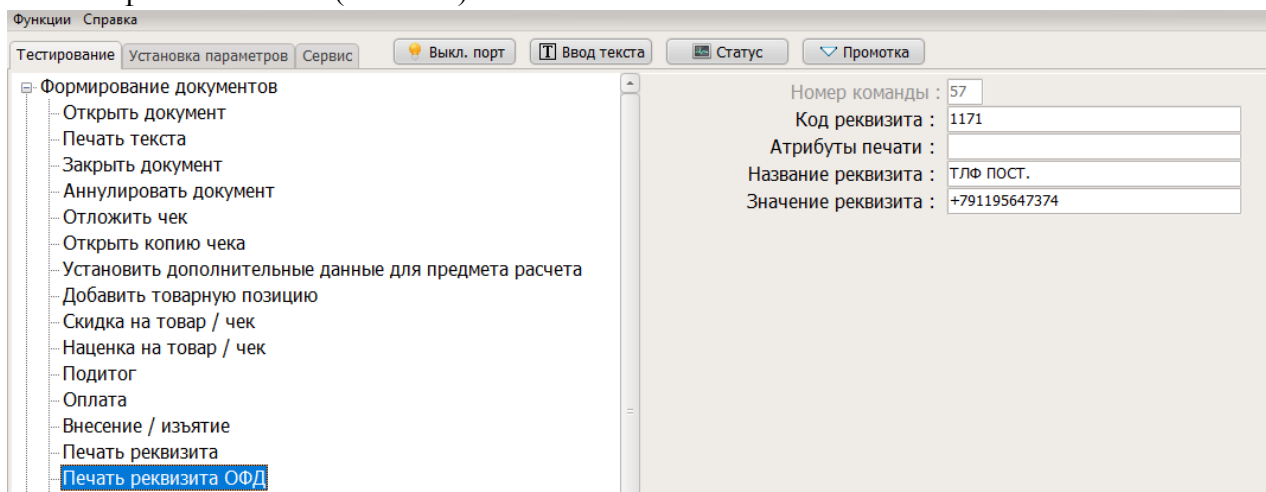 Функции Справка
Тестирование Установка параметров Сервис Выкл. порт Ввод текста Статус Промотка
Формирование документов
Открыть документ
Печать текста
Закрыть документ
Аннулировать документ
Отложить чек
Открыть копию чека
Установить дополнительные данные для предмета расчета
Добавить товарную позицию
Скидка на товар / чек
Наценка на товар / чек
Подитог
Оплата
Внесение / изъятие
Печать реквизита
Печать реквизита ОФД
Номер команды : 57
Код реквизита : 1171
Атрибуты печати :
Название реквизита : ТЛФ ПОСТ.
Значение реквизита : +791195647374